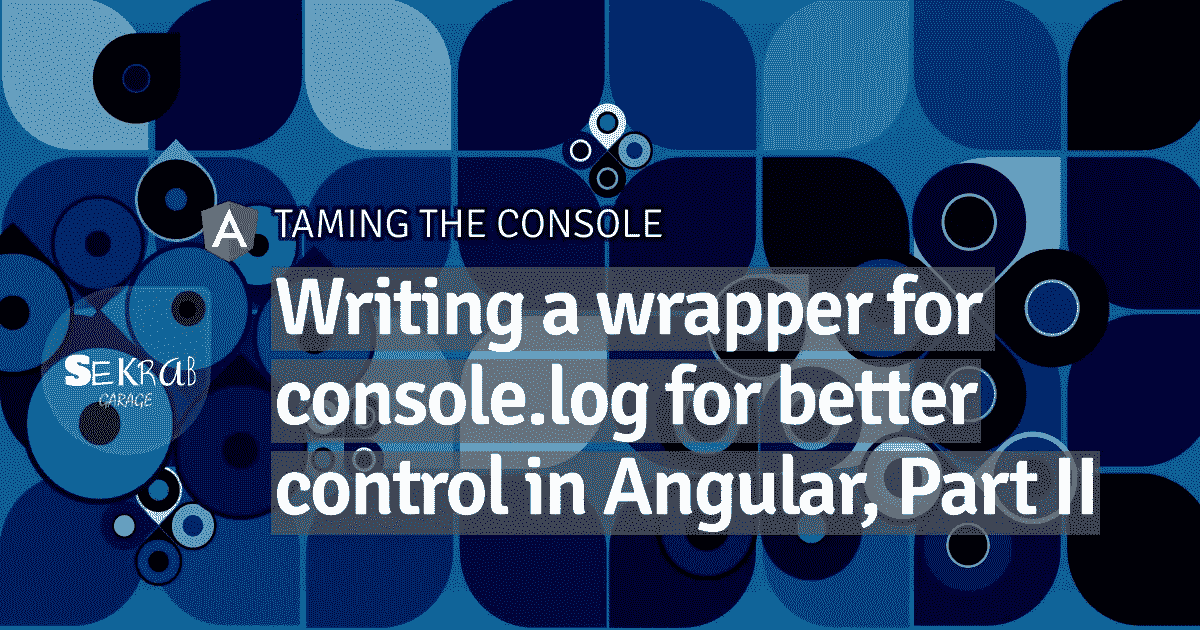 TAMING THE CONSOLE
Writing a wrapper for
console.log for better
control in Angular, Part II
SEKRAB
GARAGE
A